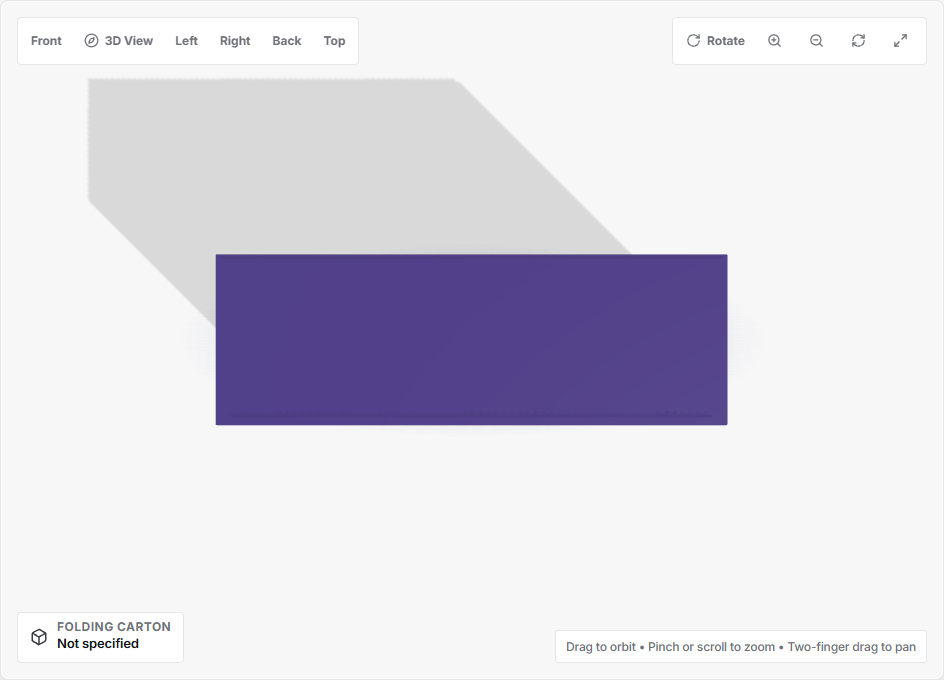 Front 3D View Left Right Back Top
Rotate
FOLDING CARTON
Not specified
Drag to orbit • Pinch or scroll to zoom • Two-finger drag to pan